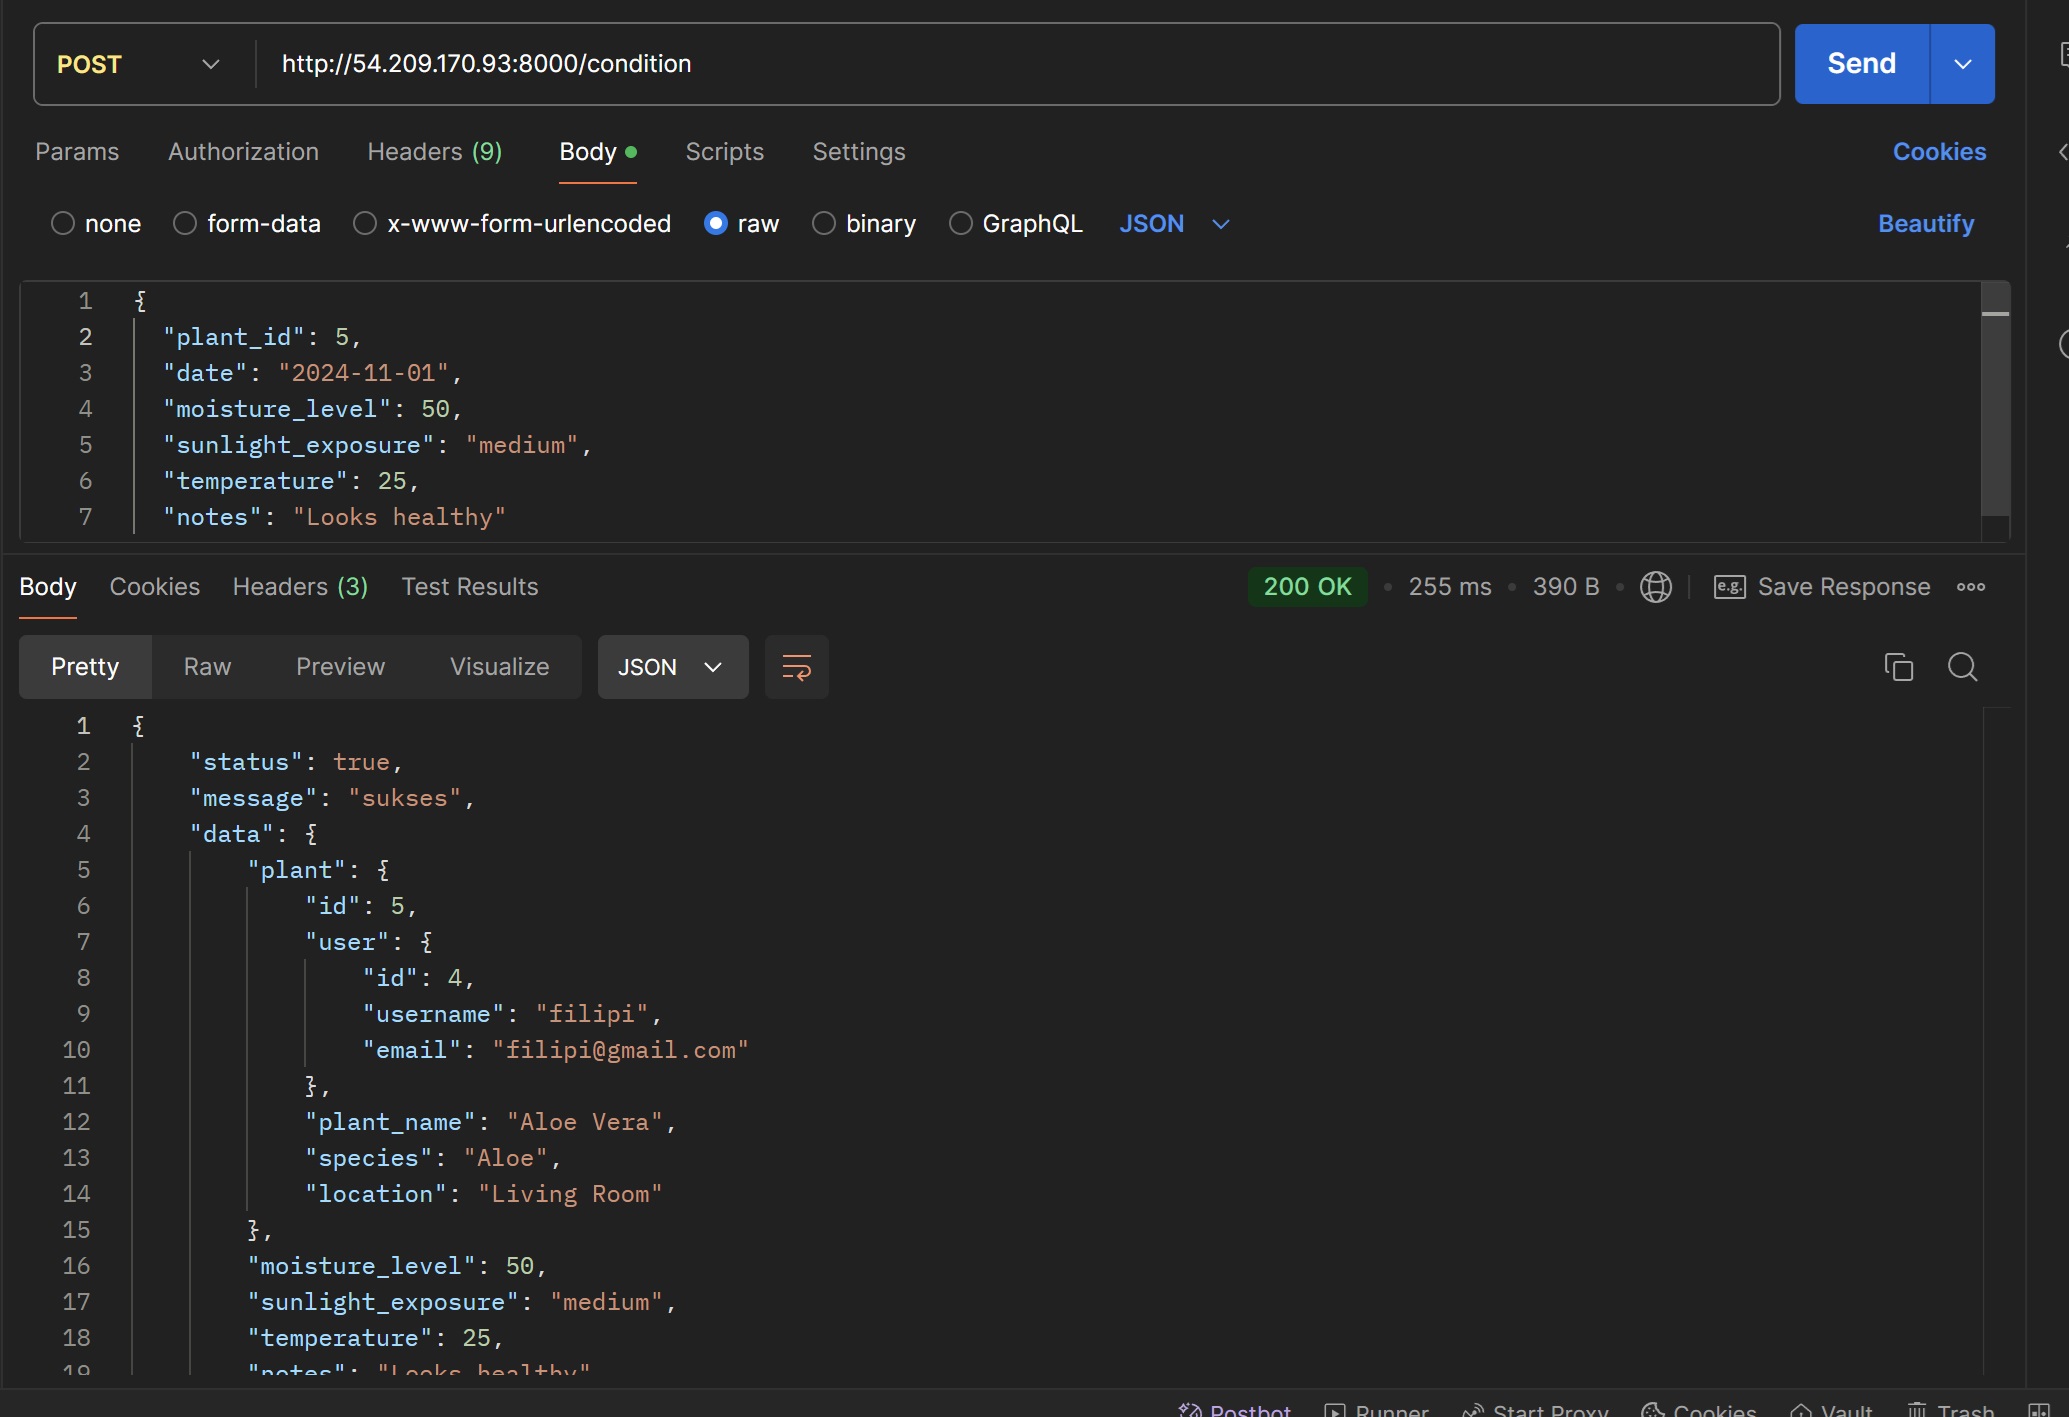 POST http://54.209.170.93:8000/condition Send
Params Authorization Headers (9) Body Scripts Settings Cookies
none form-data x-www-form-urlencoded raw binary GraphQL JSON Beautify
1 {
2 "plant_id": 5,
3 "date": "2024-11-01",
4 "moisture_level": 50,
5 "sunlight_exposure": "medium",
6 "temperature": 25,
7 "notes": "Looks healthy"
Body Cookies Headers (3) Test Results 200 OK • 255 ms • 390 B • e.g. Save Response
Pretty Raw Preview Visualize JSON
1 {
2 "status": true,
3 "message": "sukses",
4 "data": {
5 "plant": {
6 "id": 5,
7 "user": {
8 "id": 4,
9 "username": "filipi",
10 "email": "filipi@gmail.com"
11 },
12 "plant_name": "Aloe Vera",
13 "species": "Aloe",
14 "location": "Living Room"
15 },
16 "moisture_level": 50,
17 "sunlight_exposure": "medium",
18 "temperature": 25,
19 "notes": "Looks healthy"
Postbot Runner Start Proxy Cookies Vault Trash